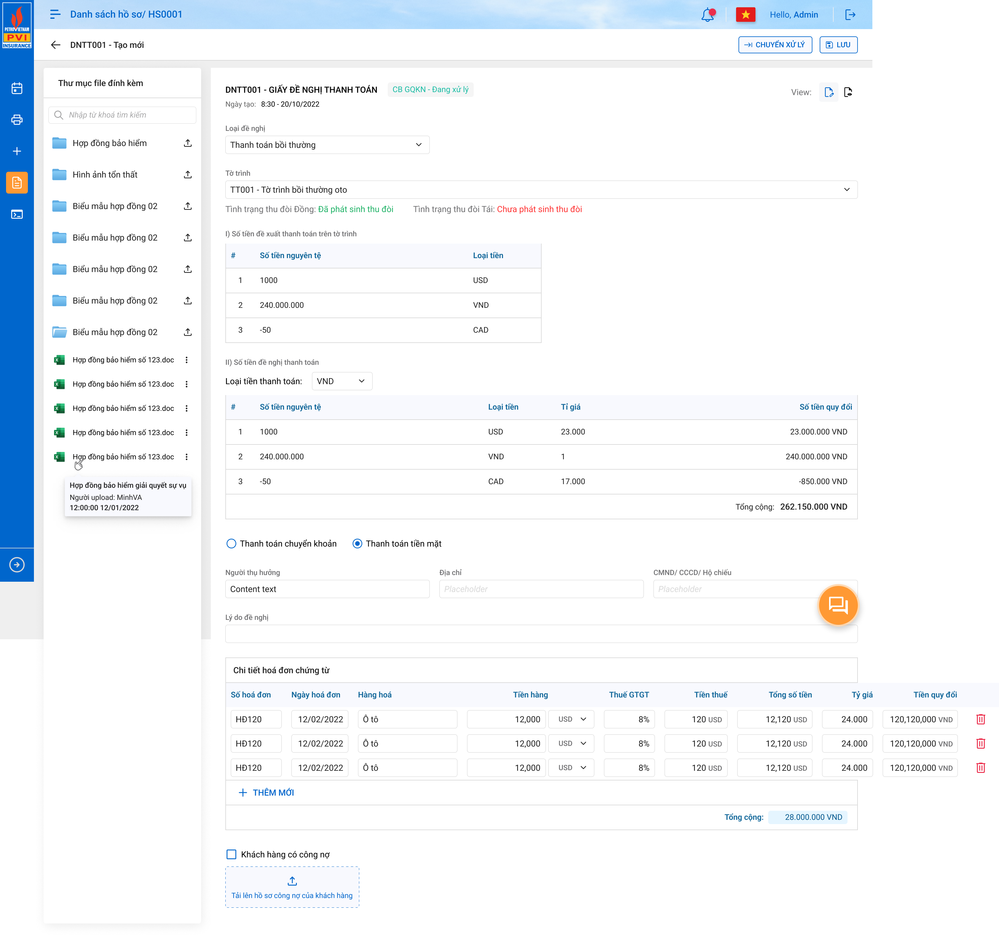 PETROVIETNAM
PVI
INSURANCE
Danh sách hồ sơ/ HS0001
Hello, Admin
DNTT001 - Tạo mới
CHUYỂN XỬ LÝ
LƯU
Thư mục file đính kèm
Nhập từ khoá tìm kiếm
Hợp đồng bảo hiểm
Hình ảnh tổn thất
Biểu mẫu hợp đồng 02
Biểu mẫu hợp đồng 02
Biểu mẫu hợp đồng 02
Biểu mẫu hợp đồng 02
Biểu mẫu hợp đồng 02
Hợp đồng bảo hiểm số 123.doc
Hợp đồng bảo hiểm số 123.doc
Hợp đồng bảo hiểm số 123.doc
Hợp đồng bảo hiểm số 123.doc
Hợp đồng bảo hiểm số 123.doc
Hợp đồng bảo hiểm giải quyết sự vụ
Người upload: MinhVA
12:00:00 12/01/2022
DNTT001 - GIẤY ĐỀ NGHỊ THANH TOÁN CB GQKN - Đang xử lý
View:
Ngày tạo: 8:30 - 20/10/2022
Loại đề nghị
Thanh toán bồi thường
Tờ trình
TT001 - Tờ trình bồi thường oto
Tình trạng thu đòi Đồng: Đã phát sinh thu đòi Tình trạng thu đòi Tái: Chưa phát sinh thu đòi
I) Số tiền đề xuất thanh toán trên tờ trình
# Số tiền nguyên tệ Loại tiền
1 1000 USD
2 240.000.000 VND
3 -50 CAD
II) Số tiền đề nghị thanh toán
Loại tiền thanh toán: VND
# Số tiền nguyên tệ Loại tiền Tỉ giá Số tiền quy đổi
1 1000 USD 23.000 23.000.000 VND
2 240.000.000 VND 1 240.000.000 VND
3 -50 CAD 17.000 -850.000 VND
Tổng cộng: 262.150.000 VND
Thanh toán chuyển khoản Thanh toán tiền mặt
Người thụ hưởng Địa chỉ CMND/ CCCD/ Hộ chiếu
Content text Placeholder Placeholder
Lý do đề nghị
Chi tiết hoá đơn chứng từ
Số hoá đơn Ngày hoá đơn Hàng hoá Tiền hàng Thuế GTGT Tiền thuế Tổng số tiền Tỷ giá Tiền quy đổi
HĐ120 12/02/2022 Ô tô 12,000 USD 8% 120 USD 12,120 USD 24.000 120,120,000 VND
HĐ120 12/02/2022 Ô tô 12,000 USD 8% 120 USD 12,120 USD 24.000 120,120,000 VND
HĐ120 12/02/2022 Ô tô 12,000 USD 8% 120 USD 12,120 USD 24.000 120,120,000 VND
THÊM MỚI
Tổng cộng: 28.000.000 VND
Khách hàng có công nợ
Tải lên hồ sơ công nợ của khách hàng